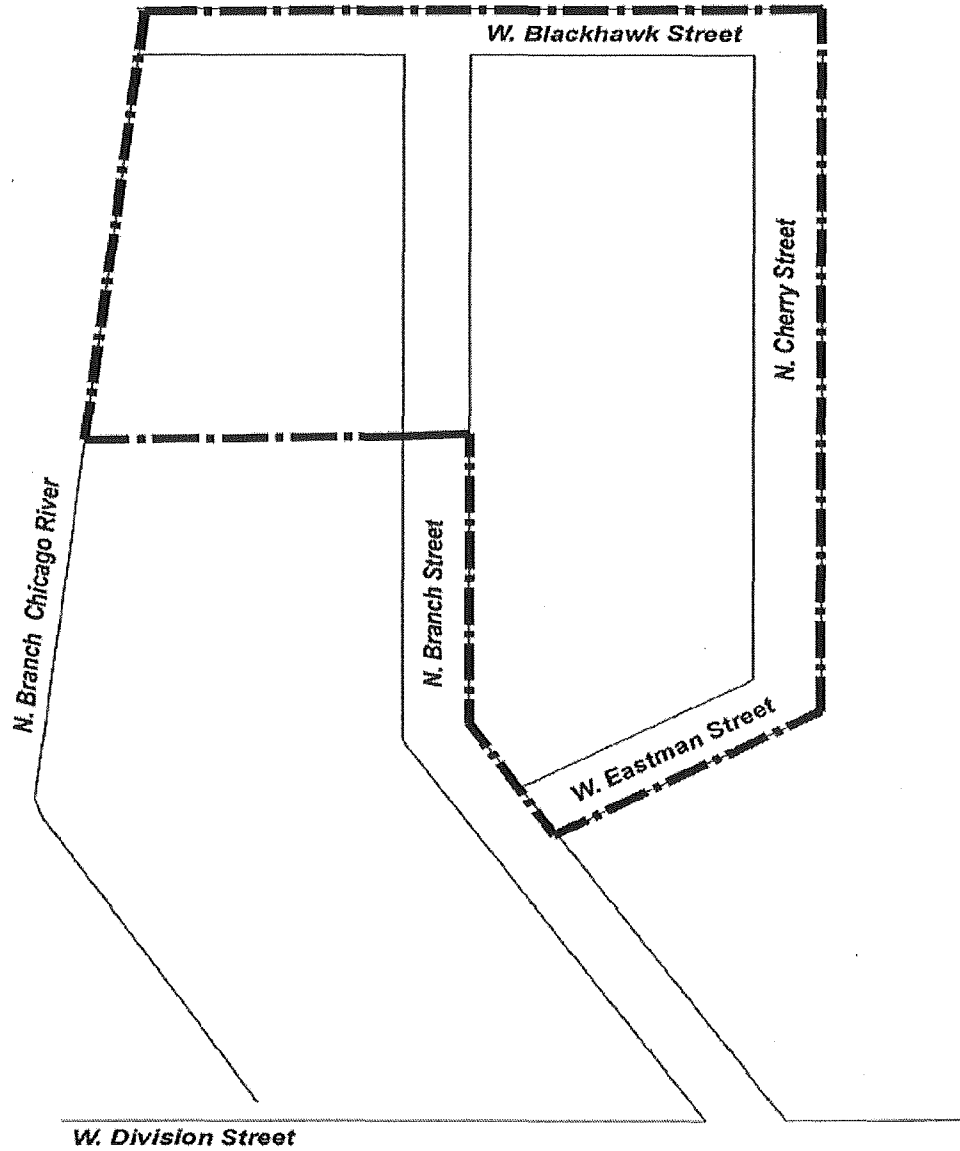 W. Blackhawk Street
N. Cherry Street
N. Branch Chicago River
N. Branch Street
W. Eastman Street
W. Division Street